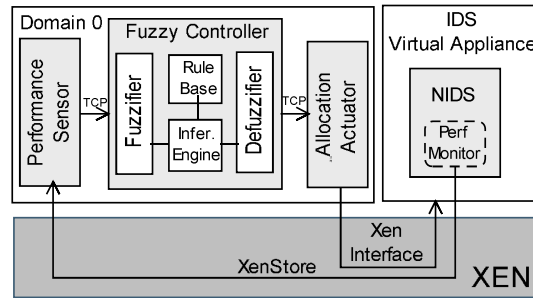 Domain 0
Fuzzy Controller
Performance
Sensor
TCP
Fuzzifier
Rule
Base
Infer.
Engine
Defuzzifier
TCP
Allocation
Actuator
IDS
Virtual Appliance
NIDS
Perf
Monitor
Xen
Interface
XenStore
XEN